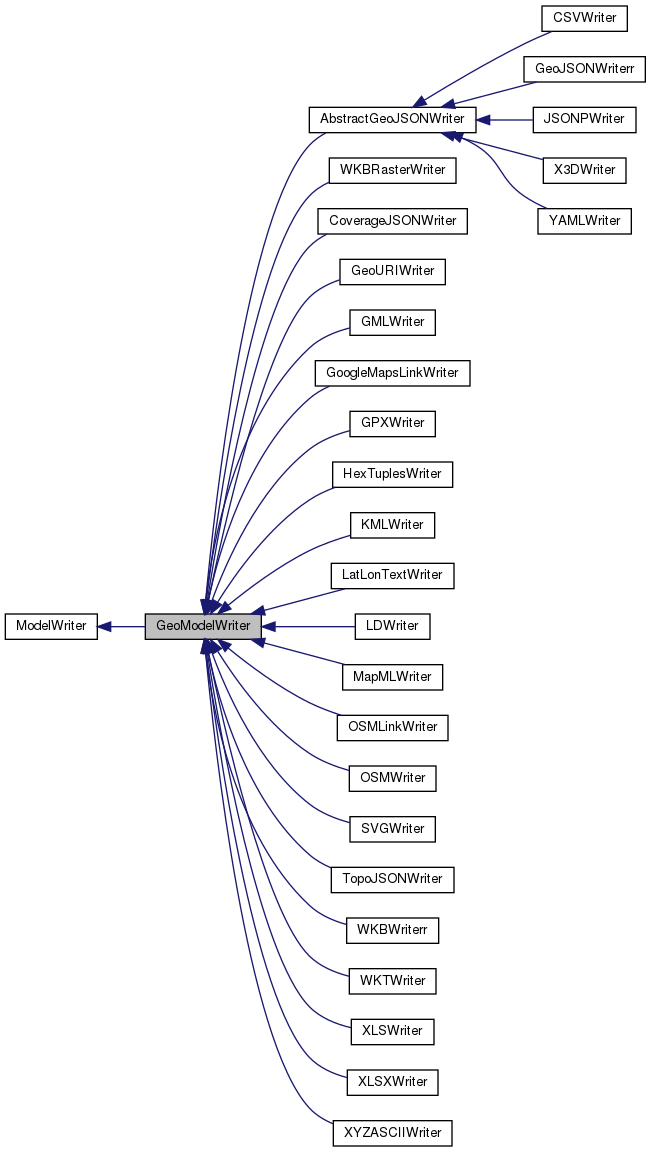 CSVWriter
GeoJSONWriterr
AbstractGeoJSONWriter
JSONPWriter
WKBRasterWriter
X3DWriter
CoverageJSONWriter
YAMLWriter
GeoURIWriter
GMLWriter
GoogleMapsLinkWriter
GPXWriter
HexTuplesWriter
KMLWriter
LatLonTextWriter
ModelWriter
GeoModelWriter
LDWriter
MapMLWriter
OSMLinkWriter
OSMWriter
SVGWriter
TopoJSONWriter
WKBWriterr
WKTWriter
XLSWriter
XLSXWriter
XYZASCIIWriter